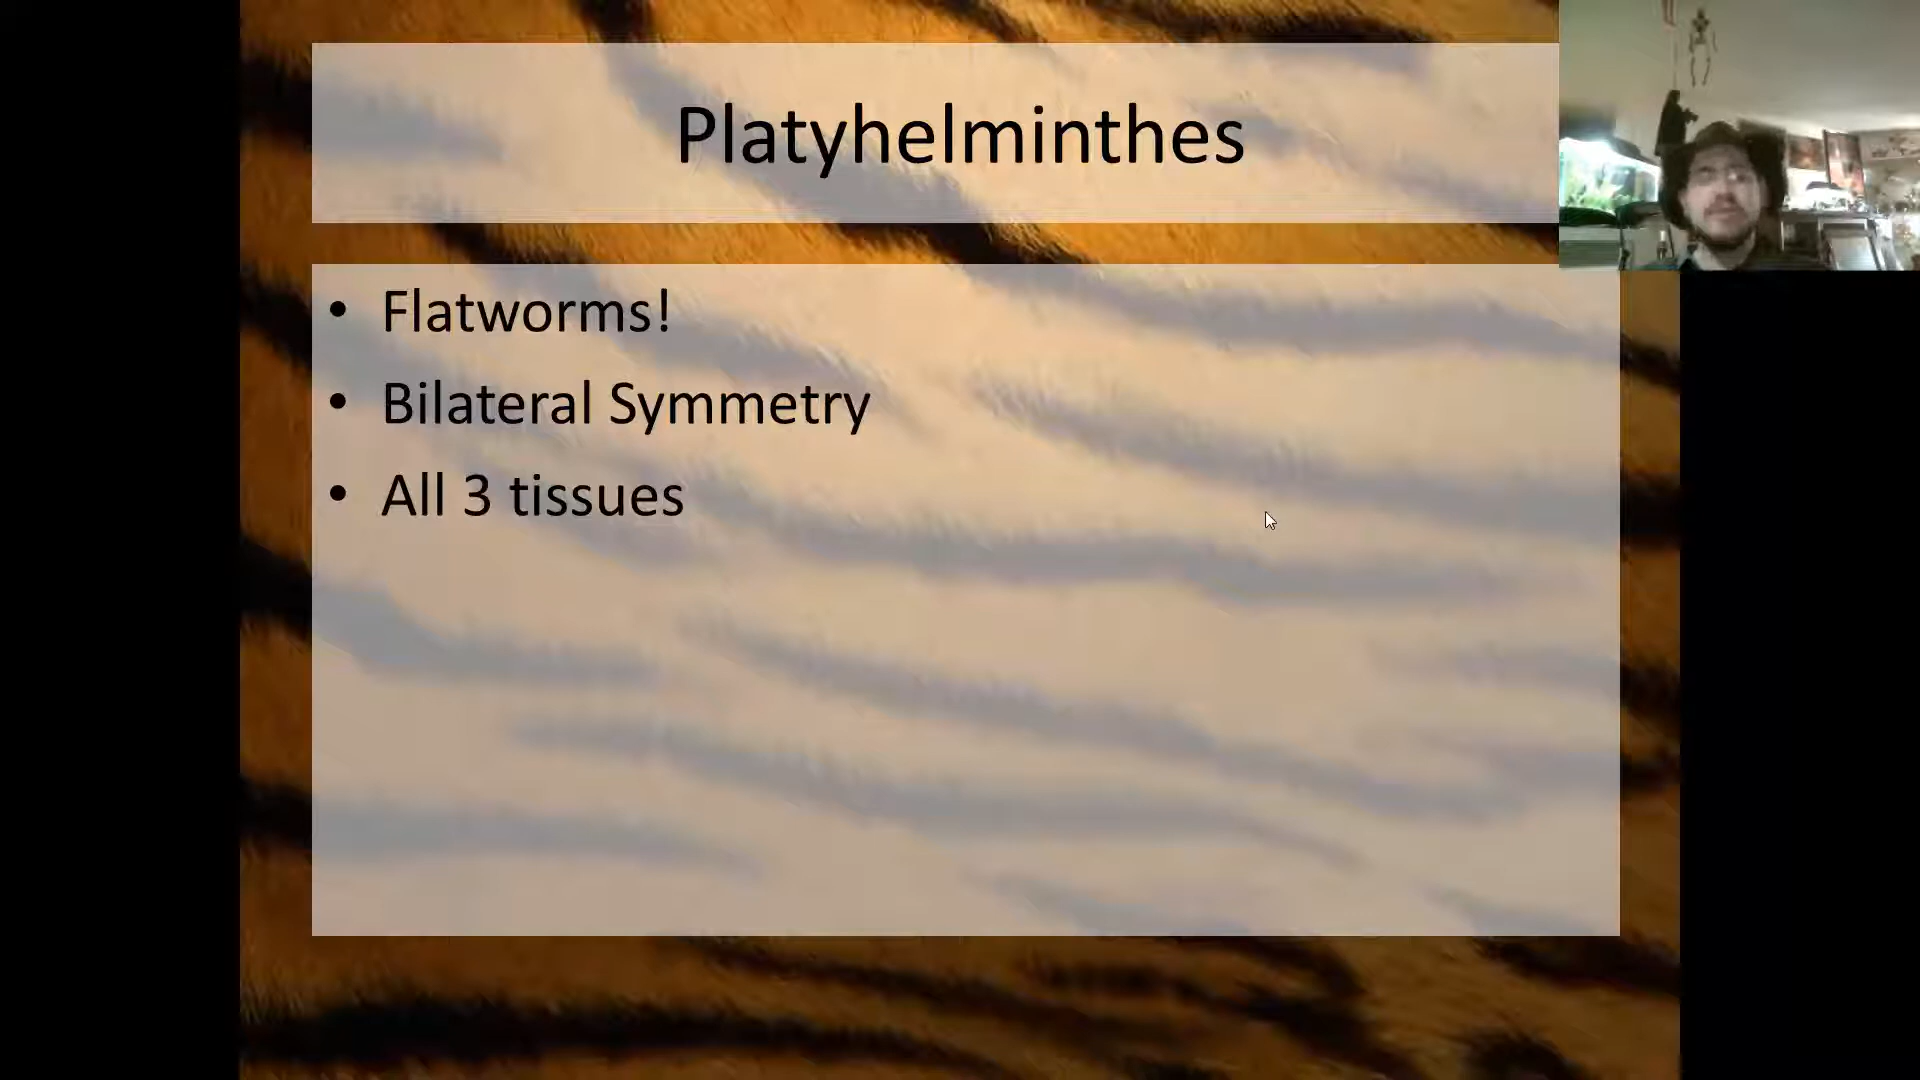 Platyhelminthes
• Flatworms!
• Bilateral Symmetry
• All 3 tissues